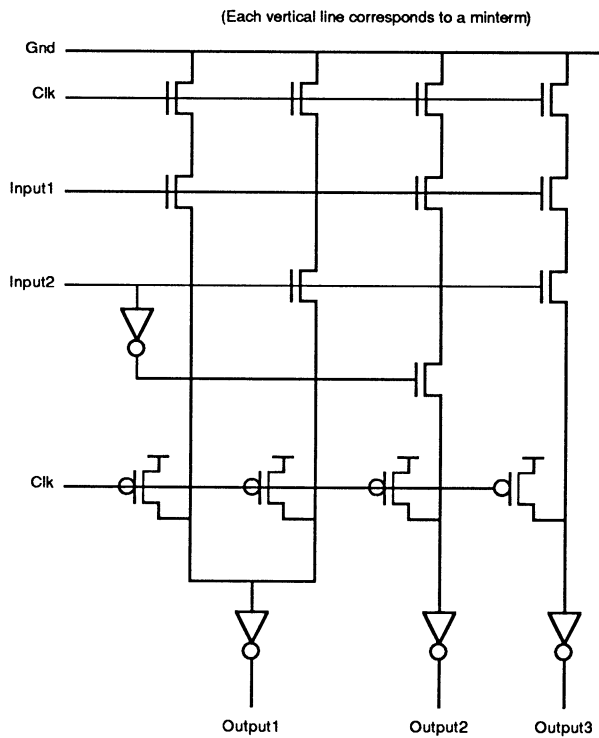 (Each vertical line corresponds to a minterm)
Gnd
Clk
Input1
Input2
Clk
Output1 Output2 Output3